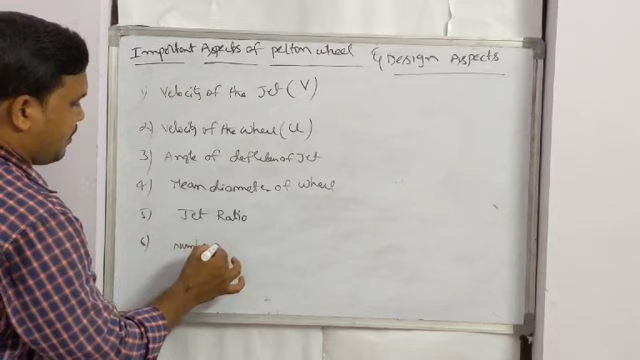 Important Aspects of pelton wheel & Design Aspects
1) Velocity of the Jet (V)
2) Velocity of the wheel (u)
3) Angle of deflection of Jet
4) Mean diameter of wheel
5) Jet Ratio
6) num